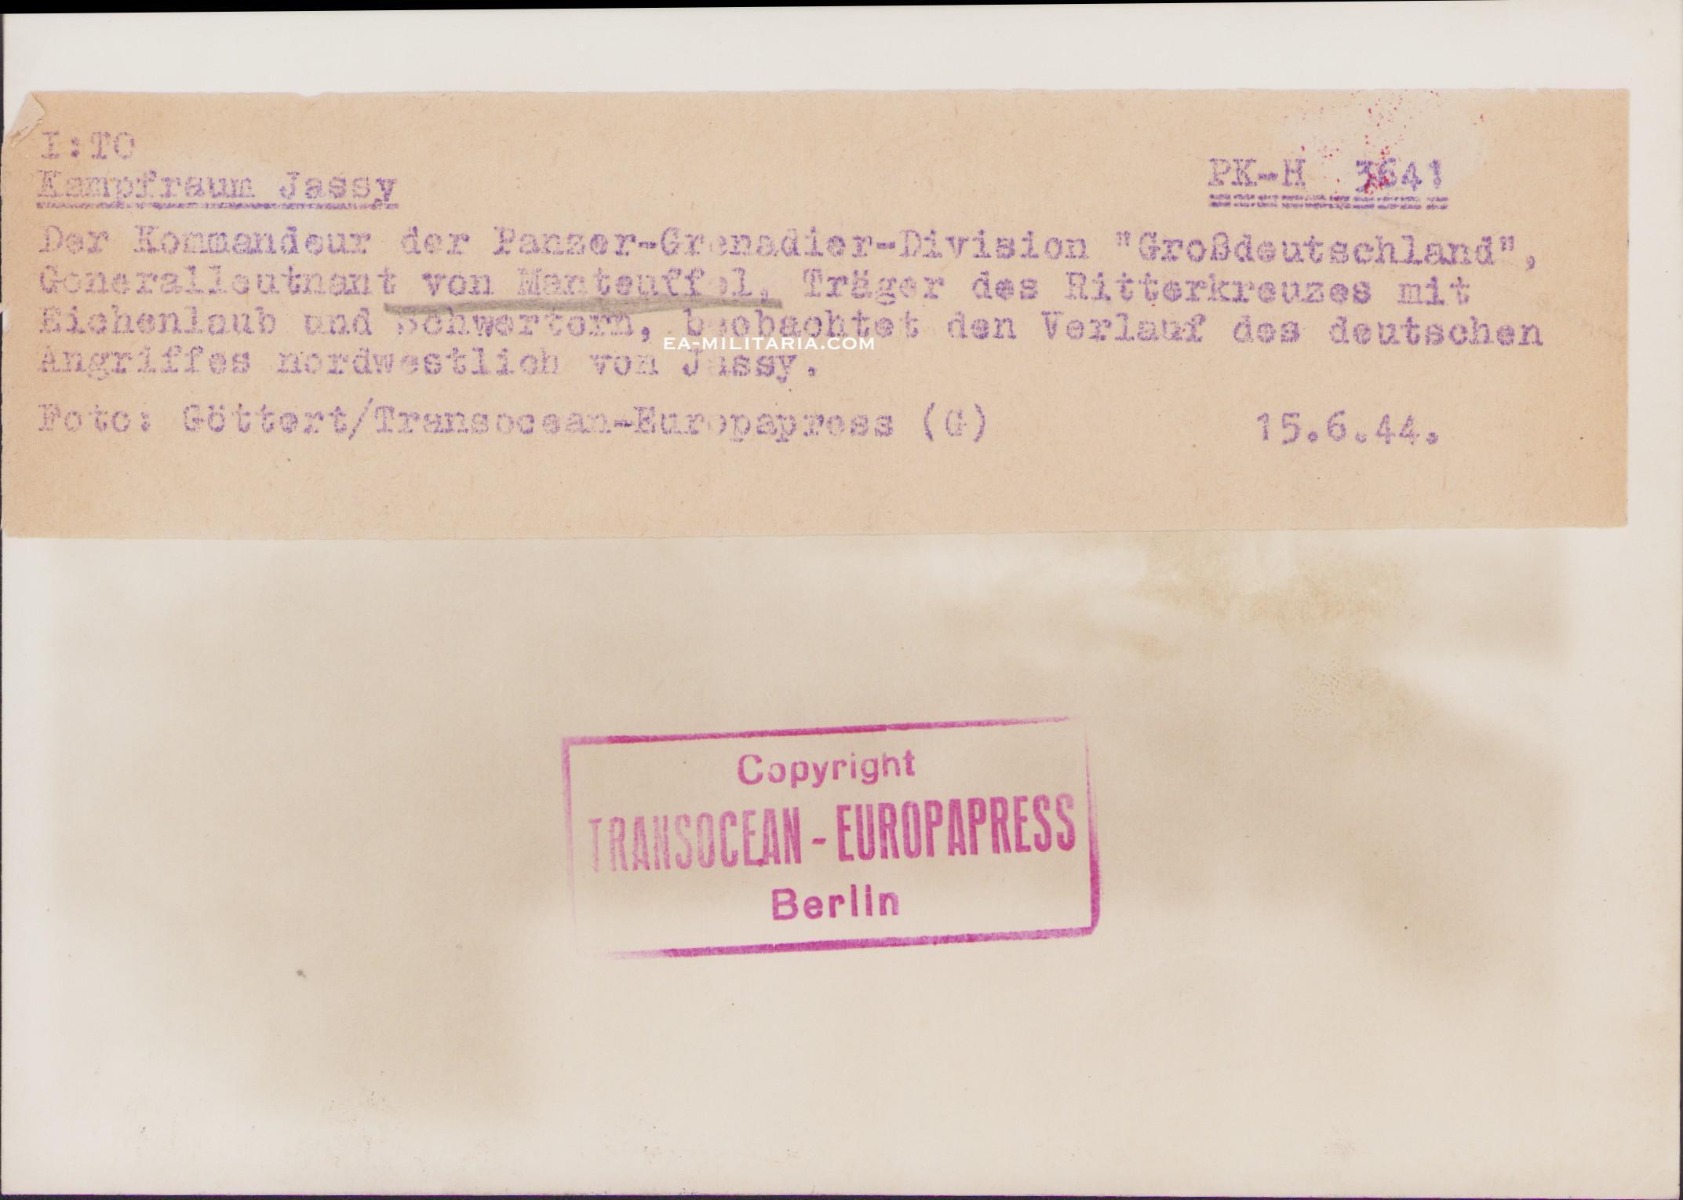 I:TO
Kampfraum Jassy
PK-H 3641
Der Kommandeur der Panzer-Grenadier-Division "Großdeutschland",
Generalleutnant von Manteuffel, Träger des Ritterkreuzes mit
Eichenlaub und Schwertern, beobachtet den Verlauf des deutschen
EA-MILITARIA.COM
Angriffes nordwestlich von Jassy.
Foto: Göttert/Transocean-Europapress (G) 15.6.44.
Copyright
TRANSOCEAN-EUROPAPRESS
Berlin